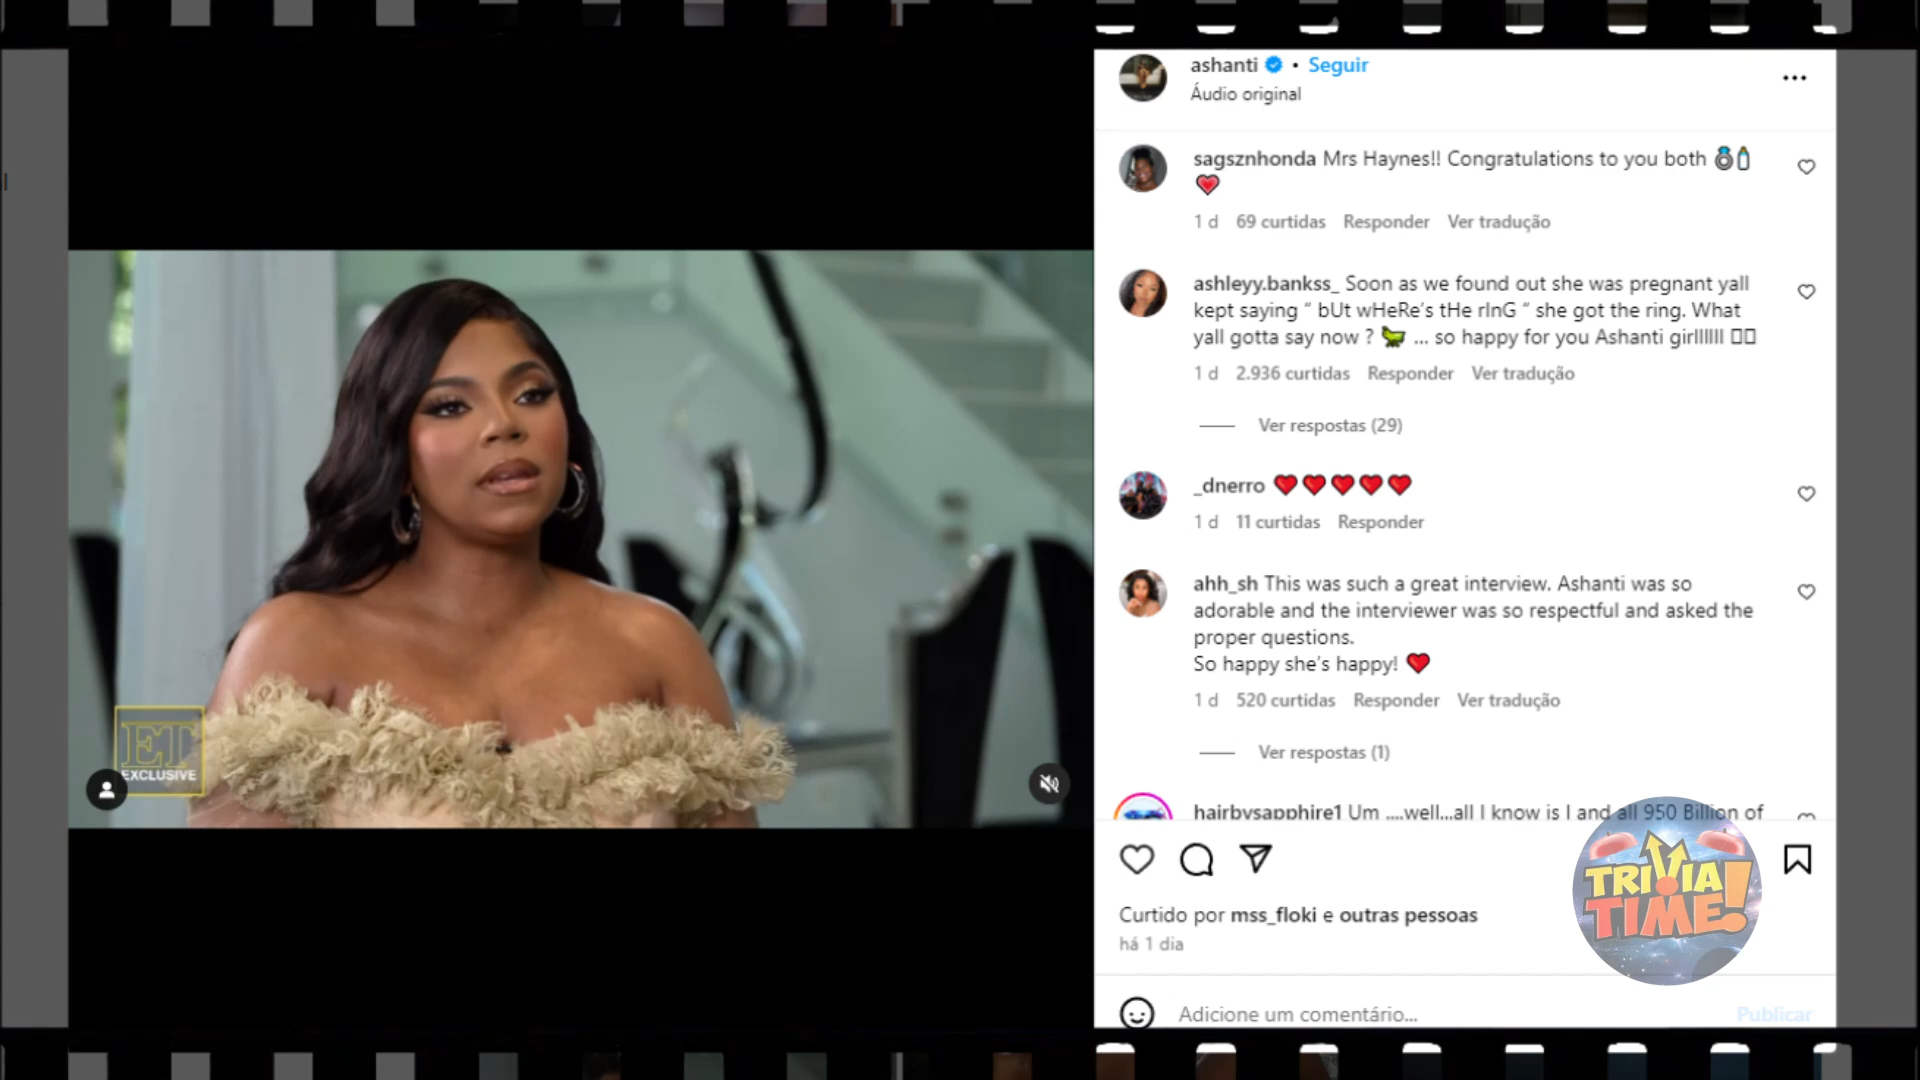 ashanti • Seguir
Áudio original
sagsznhonda Mrs Haynes!! Congratulations to you both 💍🍼
❤️
1 d 69 curtidas Responder Ver tradução
ashleyy.bankss_ Soon as we found out she was pregnant yall
kept saying “ bUt wHeRe’s tHe rInG “ she got the ring. What
yall gotta say now ? 🦖 ... so happy for you Ashanti girllllll
1 d 2.936 curtidas Responder Ver tradução
Ver respostas (29)
_dnerro ❤️❤️❤️❤️❤️
1 d 11 curtidas Responder
ahh_sh This was such a great interview. Ashanti was so
adorable and the interviewer was so respectful and asked the
proper questions.
So happy she’s happy! ❤️
1 d 520 curtidas Responder Ver tradução
Ver respostas (1)
hairbysapphire1 Um ....well...all I know is I and all 950 Billion of
Curtido por mss_floki e outras pessoas
há 1 dia
Adicione um comentário...
Publicar
ET
EXCLUSIVE
TRIVIA
TIME!